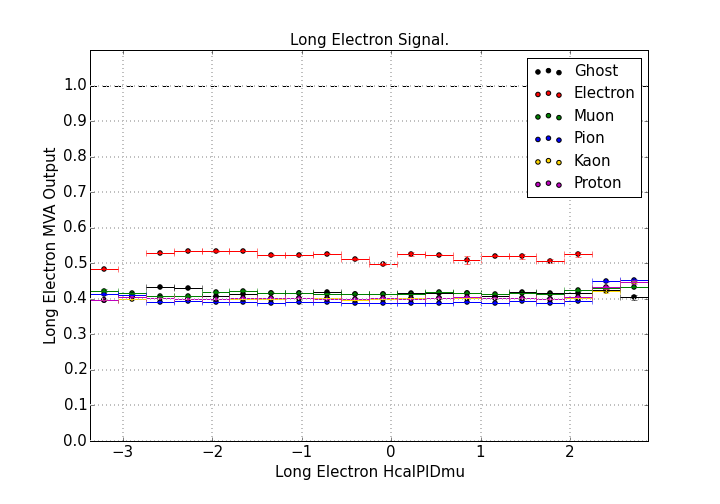 Long Electron Signal.
Ghost
Electron
Muon
Pion
Kaon
Proton
Long Electron MVA Output
1.0
0.9
0.8
0.7
0.6
0.5
0.4
0.3
0.2
0.1
0.0
−3 −2 −1 0 1 2
Long Electron HcalPIDmu